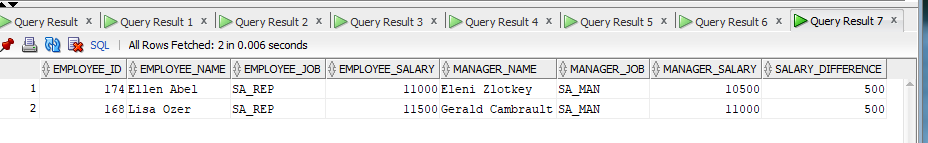 Query Result x Query Result 1 x Query Result 2 x Query Result 3 x Query Result 4 x Query Result 5 x Query Result 6 x Query Result 7 x
SQL | All Rows Fetched: 2 in 0.006 seconds
EMPLOYEE_ID EMPLOYEE_NAME EMPLOYEE_JOB EMPLOYEE_SALARY MANAGER_NAME MANAGER_JOB MANAGER_SALARY SALARY_DIFFERENCE
1 174 Ellen Abel SA_REP 11000 Eleni Zlotkey SA_MAN 10500 500
2 168 Lisa Ozer SA_REP 11500 Gerald Cambrault SA_MAN 11000 500